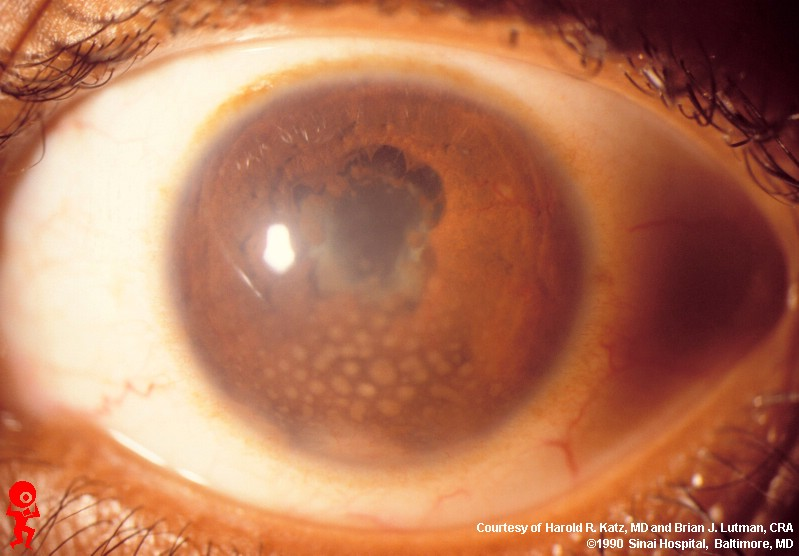 Courtesy of Harold R. Katz, MD and Brian J. Lutman, CRA
©1990 Sinai Hospital, Baltimore, MD